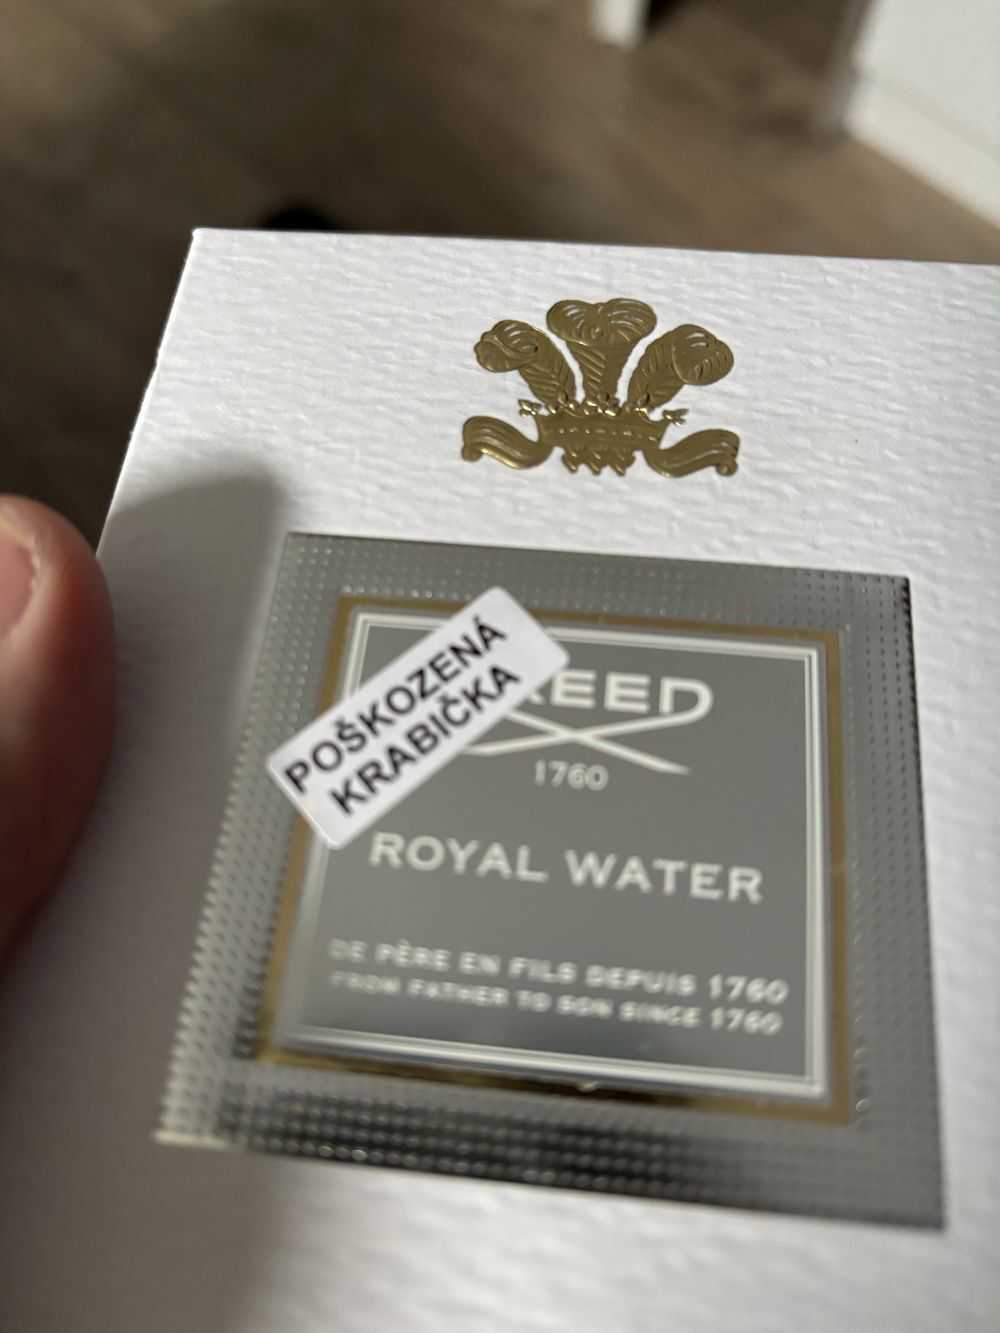 POŠKOZENÁ
KRABIČKA
REED
1760
ROYAL WATER
DE PÈRE EN FILS DEPUIS 1760
FROM FATHER TO SON SINCE 1760